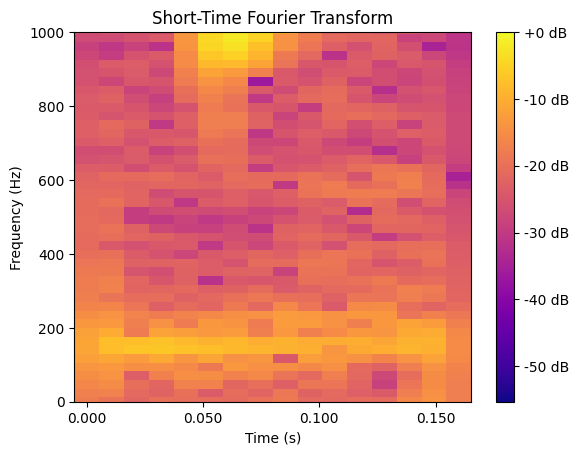 Short-Time Fourier Transform
Frequency (Hz)
1000
800
600
400
200
0
0.000
0.050
0.100
0.150
Time (s)
+0 dB
-10 dB
-20 dB
-30 dB
-40 dB
-50 dB